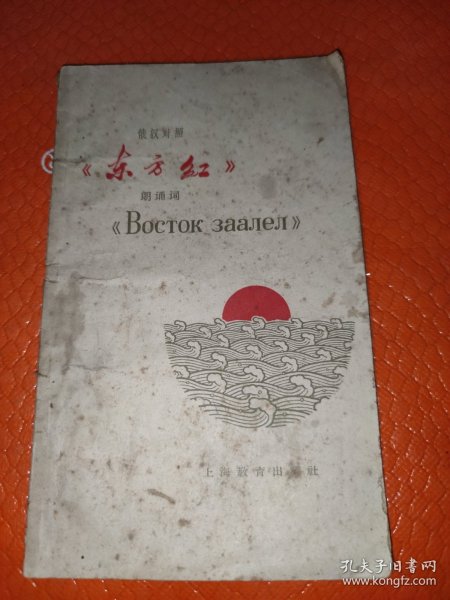 俄汉对照
《东方红》
朗诵词
《Восток заалел》
上海教育出版社
孔夫子旧书网
www.kongfz.com